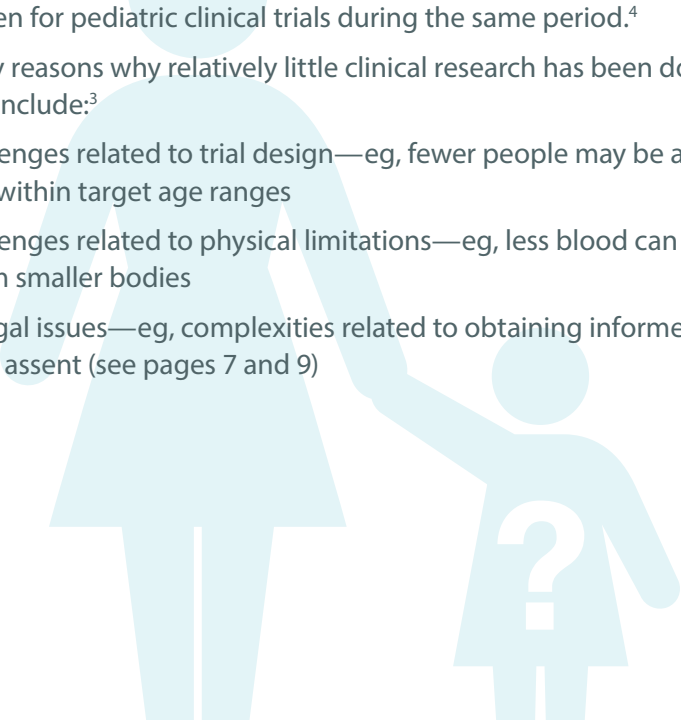 en for pediatric clinical trials during the same period.⁴
y reasons why relatively little clinical research has been do
nclude:³
enges related to trial design—eg, fewer people may be a
within target age ranges
enges related to physical limitations—eg, less blood can
n smaller bodies
gal issues—eg, complexities related to obtaining informe
assent (see pages 7 and 9)
?